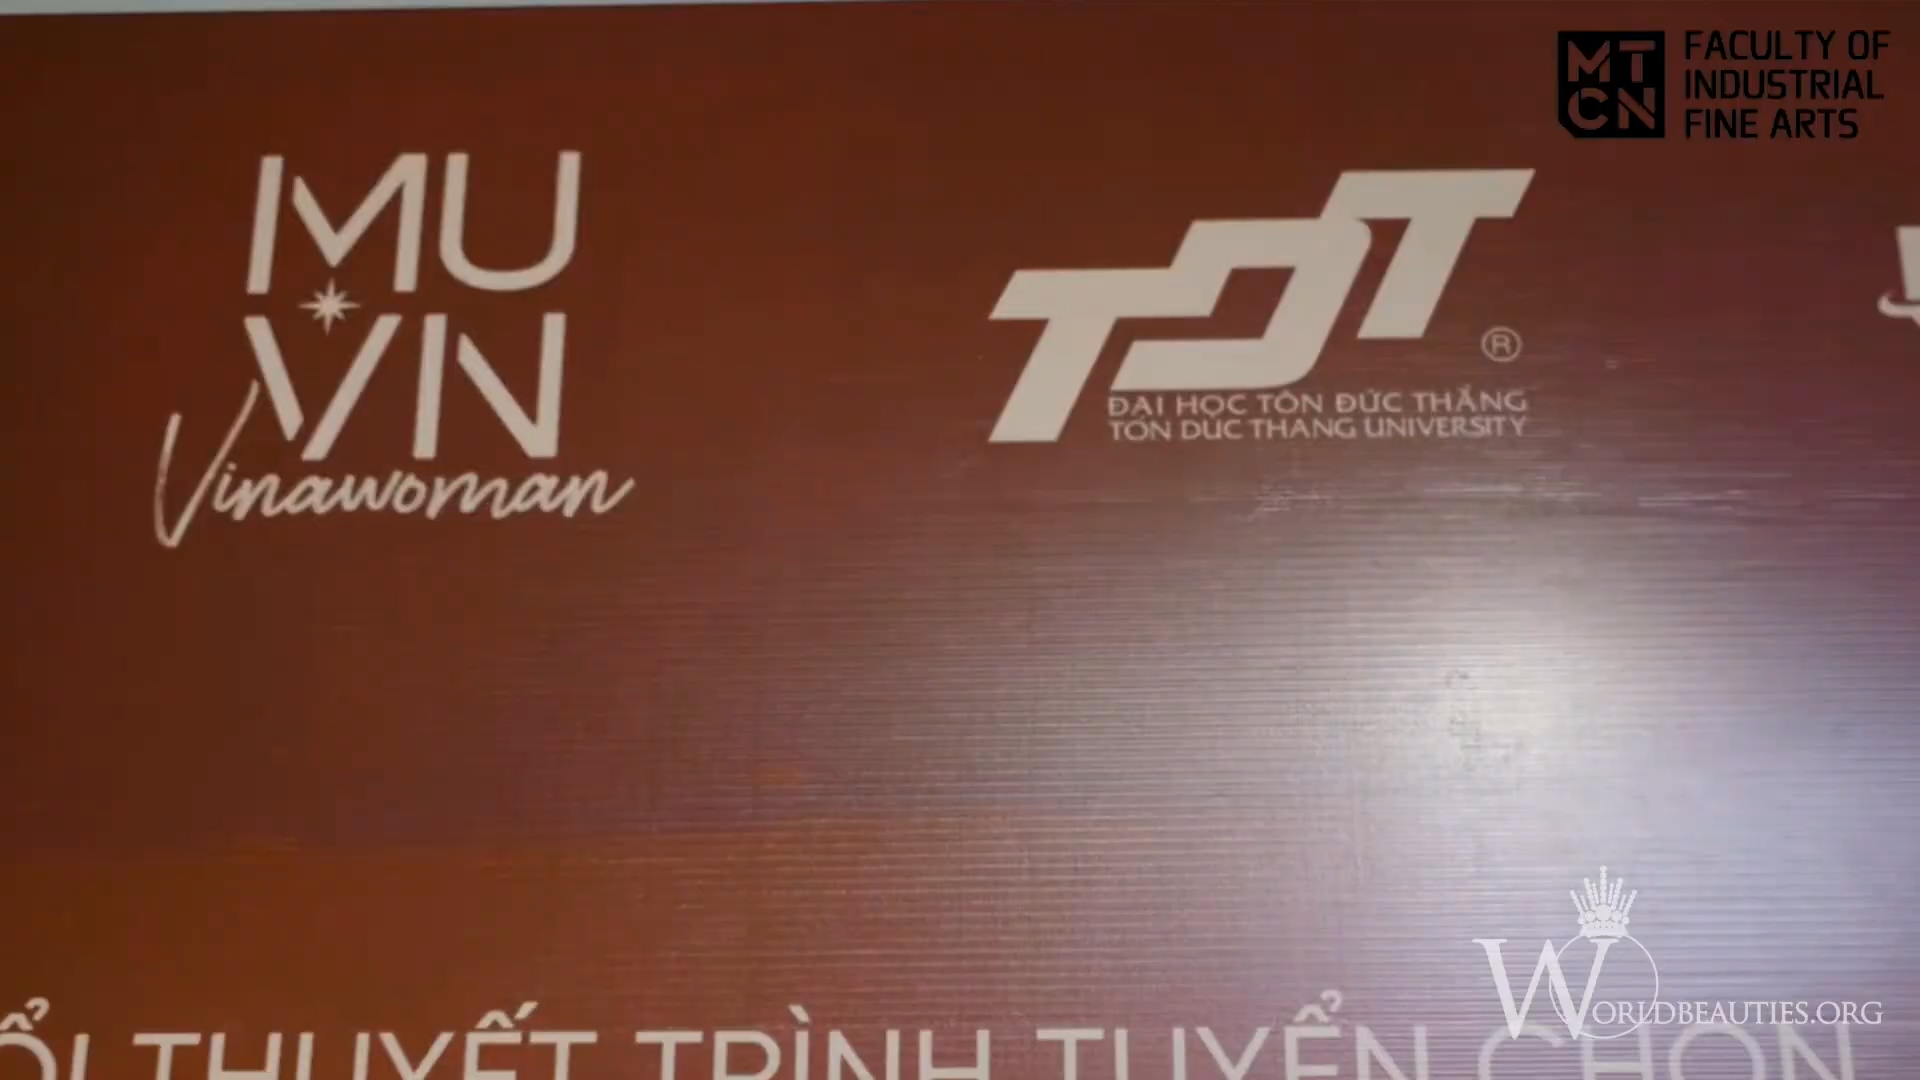 MT
CN
FACULTY OF
INDUSTRIAL
FINE ARTS
MU
VN
Vinawoman
TDT
®
ĐẠI HỌC TÔN ĐỨC THẮNG
TON DUC THANG UNIVERSITY
WORLDBEAUTIES.ORG
THUYẾT TRÌNH TUYỂN CHỌN